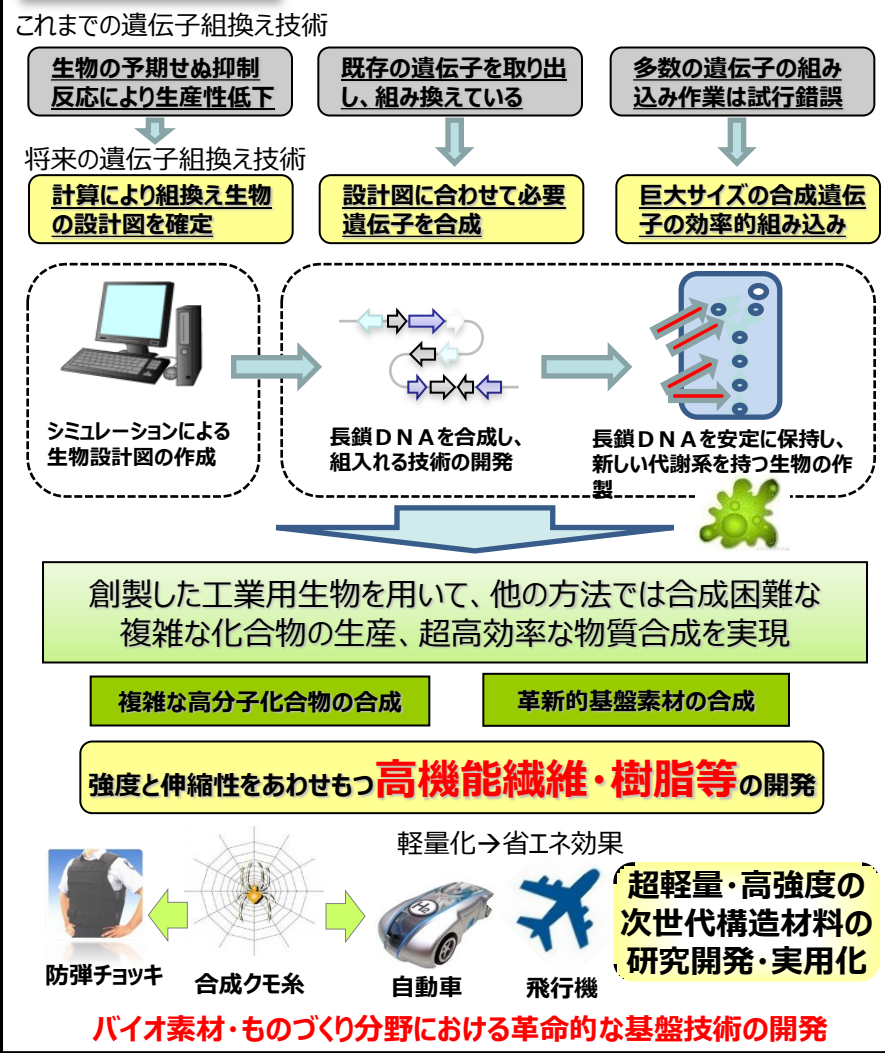 これまでの遺伝子組換え技術
生物の予期せぬ抑制
反応により生産性低下
既存の遺伝子を取り出
し、組み換えている
多数の遺伝子の組み
込み作業は試行錯誤
将来の遺伝子組換え技術
計算により組換え生物
の設計図を確定
設計図に合わせて必要
遺伝子を合成
巨大サイズの合成遺伝
子の効率的組み込み
シミュレーションによる
生物設計図の作成
長鎖DNAを合成し、
組入れる技術の開発
長鎖DNAを安定に保持し、
新しい代謝系を持つ生物の作
製
創製した工業用生物を用いて、他の方法では合成困難な
複雑な化合物の生産、超高効率な物質合成を実現
複雑な高分子化合物の合成
革新的基盤素材の合成
強度と伸縮性をあわせもつ高機能繊維・樹脂等の開発
軽量化→省エネ効果
防弾チョッキ
合成クモ糸
自動車
飛行機
超軽量・高強度の
次世代構造材料の
研究開発・実用化
バイオ素材・ものづくり分野における革命的な基盤技術の開発